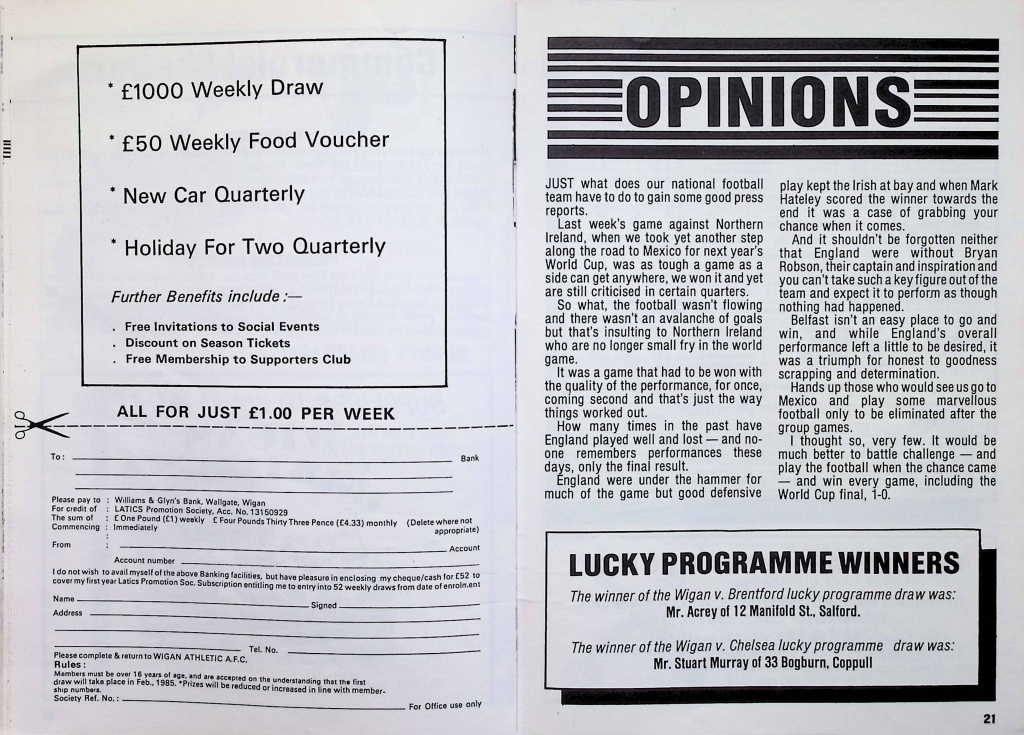 * £1000 Weekly Draw
* £50 Weekly Food Voucher
* New Car Quarterly
* Holiday For Two Quarterly
Further Benefits include :—
. Free Invitations to Social Events
. Discount on Season Tickets
. Free Membership to Supporters Club
ALL FOR JUST £1.00 PER WEEK
To : Bank
Please pay to : Williams & Glyn's Bank, Wallgate, Wigan
For credit of : LATICS Promotion Society, Acc. No. 13150929
The sum of : £ One Pound (£1) weekly £ Four Pounds Thirty Three Pence (£4.33) monthly (Delete where not
Commencing : Immediately appropriate)
:
From : Account
Account number
I do not wish to avail myself of the above Banking facilities, but have pleasure in enclosing my cheque/cash for £52 to
cover my first year Latics Promotion Soc. Subscription entitling me to entry into 52 weekly draws from date of enrolment
Name Signed
Address
Tel. No.
Please complete & return to WIGAN ATHLETIC A.F.C.
Rules :
Members must be over 16 years of age, and are accepted on the understanding that the first
draw will take place in Feb., 1985. *Prizes will be reduced or increased in line with member-
ship numbers.
Society Ref. No. : For Office use only
OPINIONS
JUST what does our national football
team have to do to gain some good press
reports.
Last week's game against Northern
Ireland, when we took yet another step
along the road to Mexico for next year's
World Cup, was as tough a game as a
side can get anywhere, we won it and yet
are still criticised in certain quarters.
So what, the football wasn't flowing
and there wasn't an avalanche of goals
but that's insulting to Northern Ireland
who are no longer small fry in the world
game.
It was a game that had to be won with
the quality of the performance, for once,
coming second and that's just the way
things worked out.
How many times in the past have
England played well and lost — and no-
one remembers performances these
days, only the final result.
England were under the hammer for
much of the game but good defensive
play kept the Irish at bay and when Mark
Hateley scored the winner towards the
end it was a case of grabbing your
chance when it comes.
And it shouldn't be forgotten neither
that England were without Bryan
Robson, their captain and inspiration and
you can't take such a key figure out of the
team and expect it to perform as though
nothing had happened.
Belfast isn't an easy place to go and
win, and while England's overall
performance left a little to be desired, it
was a triumph for honest to goodness
scrapping and determination.
Hands up those who would see us go to
Mexico and play some marvellous
football only to be eliminated after the
group games.
I thought so, very few. It would be
much better to battle challenge — and
play the football when the chance came
— and win every game, including the
World Cup final, 1-0.
LUCKY PROGRAMME WINNERS
The winner of the Wigan v. Brentford lucky programme draw was:
Mr. Acrey of 12 Manifold St., Salford.
The winner of the Wigan v. Chelsea lucky programme draw was:
Mr. Stuart Murray of 33 Bogburn, Coppull
21